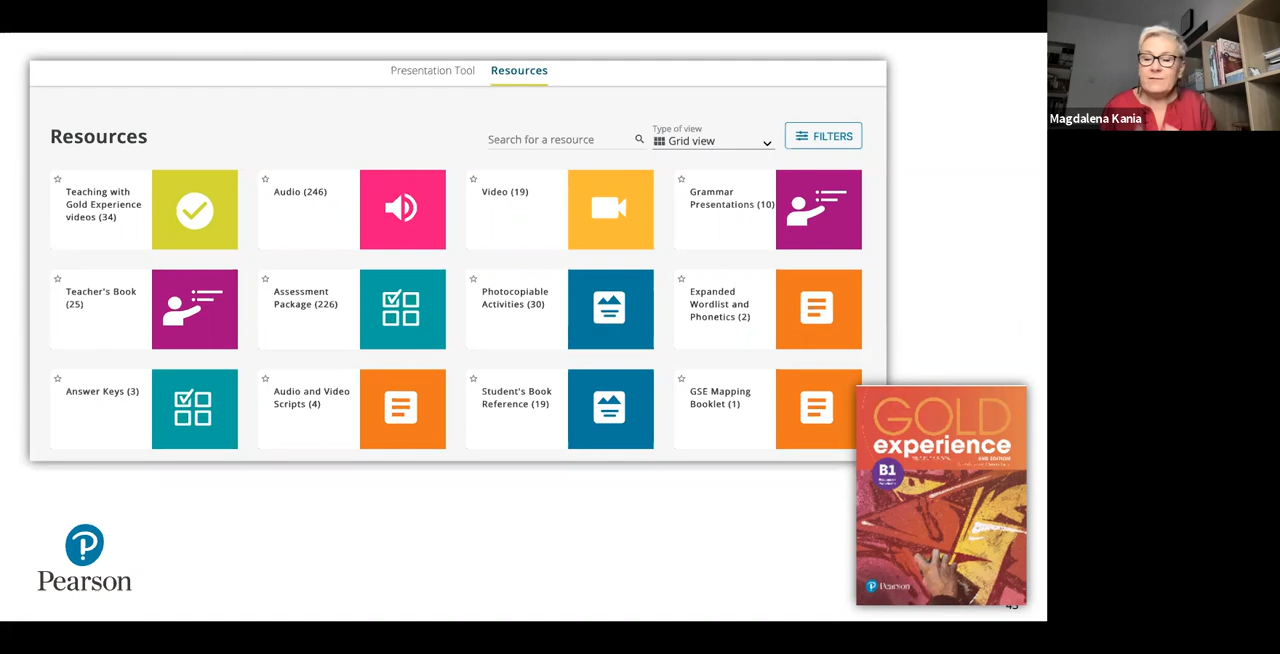 Presentation Tool
Resources
Resources
Search for a resource
Type of view
Grid view
FILTERS
Teaching with
Gold Experience
videos (34)
Audio (246)
Video (19)
Grammar
Presentations (10)
Teacher's Book
(25)
Assessment
Package (226)
Photocopiable
Activities (30)
Expanded
Wordlist and
Phonetics (2)
Answer Keys (3)
Audio and Video
Scripts (4)
Student's Book
Reference (19)
GSE Mapping
Booklet (1)
GOLD
experience
2ND EDITION
B1
Pearson
Pearson
Magdalena Kania